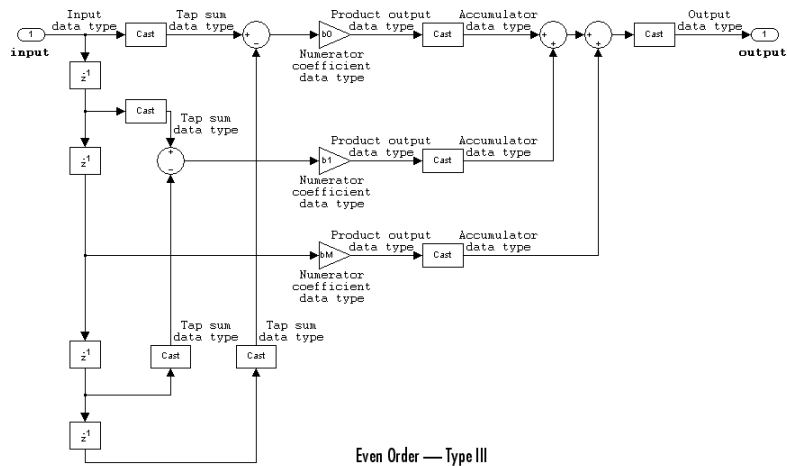 Input
data type
Tap sum
data type
Product output
data type
Accumulator
data type
Output
data type
1
Cast
+
−
b0
Cast
+
+
+
+
Cast
1
input
output
Numerator
coefficient
data type
z-1
Cast
Tap sum
data type
z-1
+
−
b1
Product output
data type
Cast
Accumulator
data type
Numerator
coefficient
data type
Product output
data type
Accumulator
data type
bM
Cast
Numerator
coefficient
data type
Tap sum
data type
Tap sum
data type
z-1
Cast
Cast
z-1
Even Order — Type III